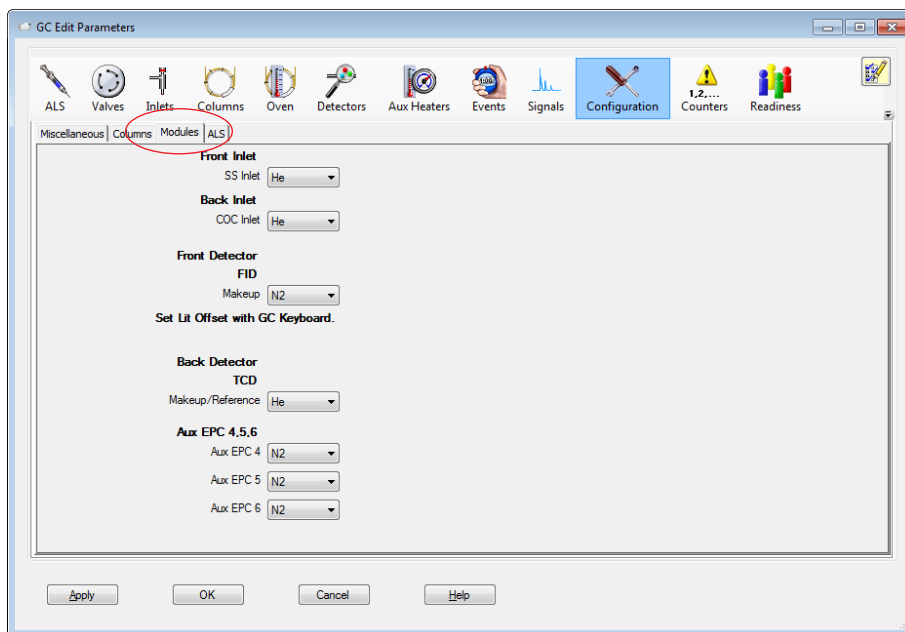 GC Edit Parameters
ALS Valves Inlets Columns Oven Detectors Aux Heaters Events Signals Configuration 1,2,... Counters Readiness
Miscellaneous Columns Modules ALS
Front Inlet
SS Inlet He
Back Inlet
COC Inlet He
Front Detector
FID
Makeup N2
Set Lit Offset with GC Keyboard.
Back Detector
TCD
Makeup/Reference He
Aux EPC 4,5,6
Aux EPC 4 N2
Aux EPC 5 N2
Aux EPC 6 N2
Apply OK Cancel Help